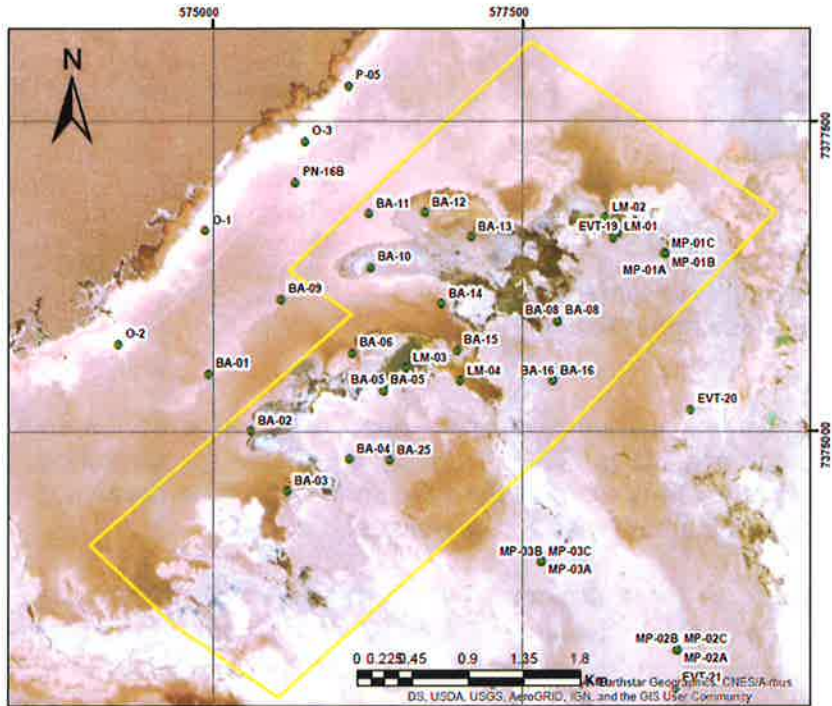 575000 577500
N
P-05
7377500
O-3
PN-16B
BA-11 BA-12
LM-02
O-1
BA-13 EVT-19 LM-01
MP-01C
BA-10
MP-01A MP-01B
BA-09
BA-14
BA-08 BA-08
O-2
BA-06 BA-15
LM-03
BA-01
BA-05 BA-05 LM-04 BA-16 BA-16
EVT-20
BA-02
7375000
BA-04 BA-25
BA-03
MP-03B MP-03C
MP-03A
MP-02B MP-02C
MP-02A
0 0.225 0.45 0.9 1.35 1.8
Km
EVT-21
Earthstar Geographics, CNES/Airbus
DS, USDA, USGS, AeroGRID, IGN, and the GIS User Community